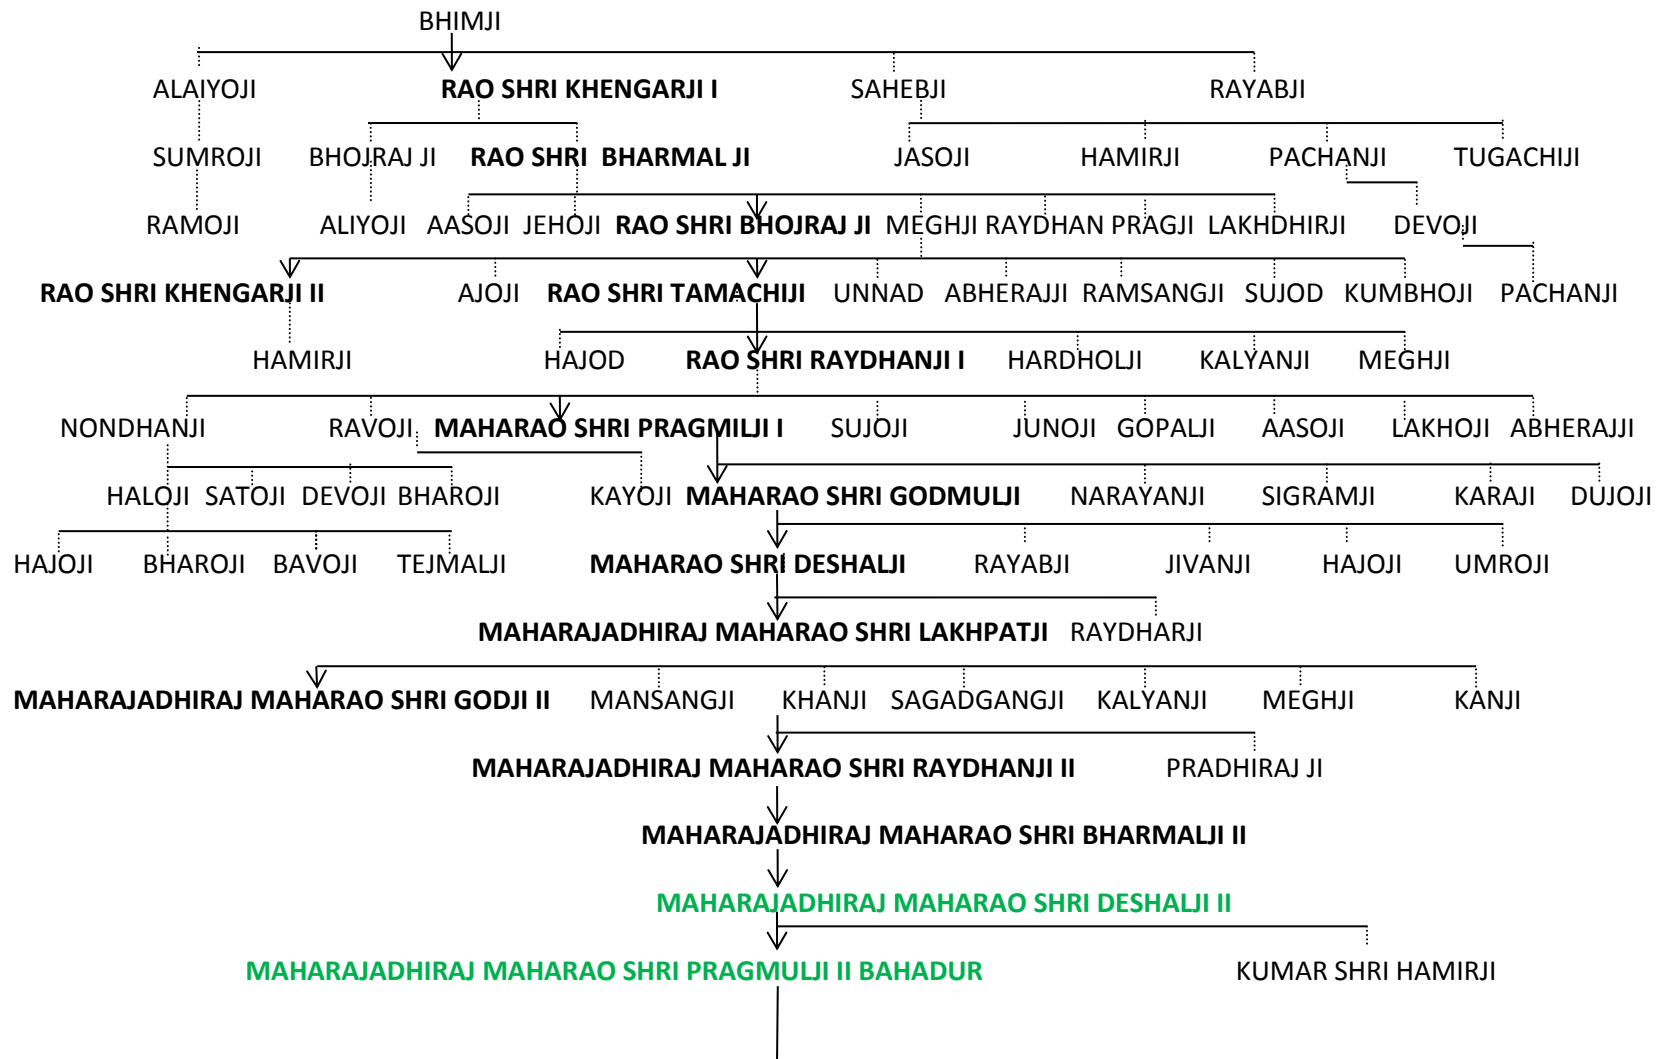 BHIMJI
ALAIYOJI RAO SHRI KHENGARJI I SAHEBJI RAYABJI
SUMROJI BHOJRAJ JI RAO SHRI BHARMAL JI JASOJI HAMIRJI PACHANJI TUGACHIJI
RAMOJI ALIYOJI AASOJI JEHOJI RAO SHRI BHOJRAJ JI MEGHJI RAYDHAN PRAGJI LAKHDHIRJI DEVOJI
RAO SHRI KHENGARJI II AJOJI RAO SHRI TAMACHIJI UNNAD ABHERAJJI RAMSANGJI SUJOD KUMBHOJI PACHANJI
HAMIRJI HAJOD RAO SHRI RAYDHANJI I HARDHOLJI KALYANJI MEGHJI
NONDHANJI RAVOJI MAHARAO SHRI PRAGMILJI I SUJOJI JUNOJI GOPALJI AASOJI LAKHOJI ABHERAJJI
HALOJI SATOJI DEVOJI BHAROJI KAYOJI MAHARAO SHRI GODMULJI NARAYANJI SIGRAMJI KARAJI DUJOJI
HAJOJI BHAROJI BAVOJI TEJMALJI MAHARAO SHRI DESHALJI RAYABJI JIVANJI HAJOJI UMROJI
MAHARAJADHIRAJ MAHARAO SHRI LAKHPATJI RAYDHARJI
MAHARAJADHIRAJ MAHARAO SHRI GODJI II MANSANGJI KHANJI SAGADGANGJI KALYANJI MEGHJI KANJI
MAHARAJADHIRAJ MAHARAO SHRI RAYDHANJI II PRADHIRAJ JI
MAHARAJADHIRAJ MAHARAO SHRI BHARMALJI II
MAHARAJADHIRAJ MAHARAO SHRI DESHALJI II
MAHARAJADHIRAJ MAHARAO SHRI PRAGMULJI II BAHADUR KUMAR SHRI HAMIRJI